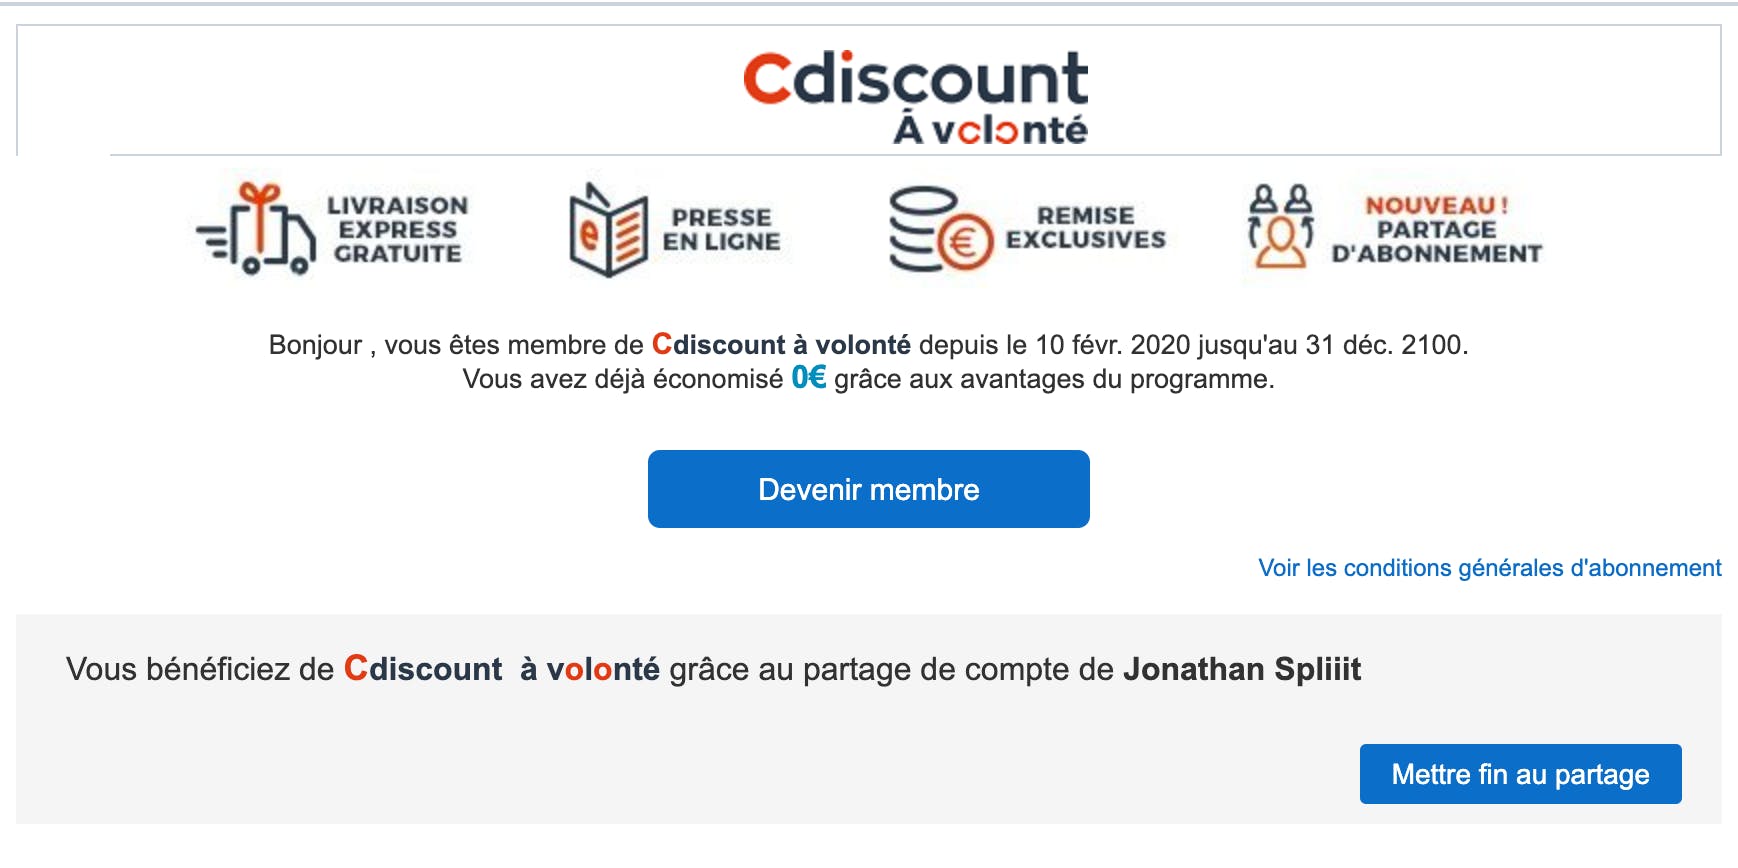 Cdiscount
À volonté
LIVRAISON
EXPRESS
GRATUITE
e
PRESSE
EN LIGNE
€
REMISE
EXCLUSIVES
NOUVEAU !
PARTAGE
D'ABONNEMENT
Bonjour , vous êtes membre de Cdiscount à volonté depuis le 10 févr. 2020 jusqu'au 31 déc. 2100.
Vous avez déjà économisé 0€ grâce aux avantages du programme.
Devenir membre
Voir les conditions générales d'abonnement
Vous bénéficiez de Cdiscount à volonté grâce au partage de compte de Jonathan Spliiit
Mettre fin au partage